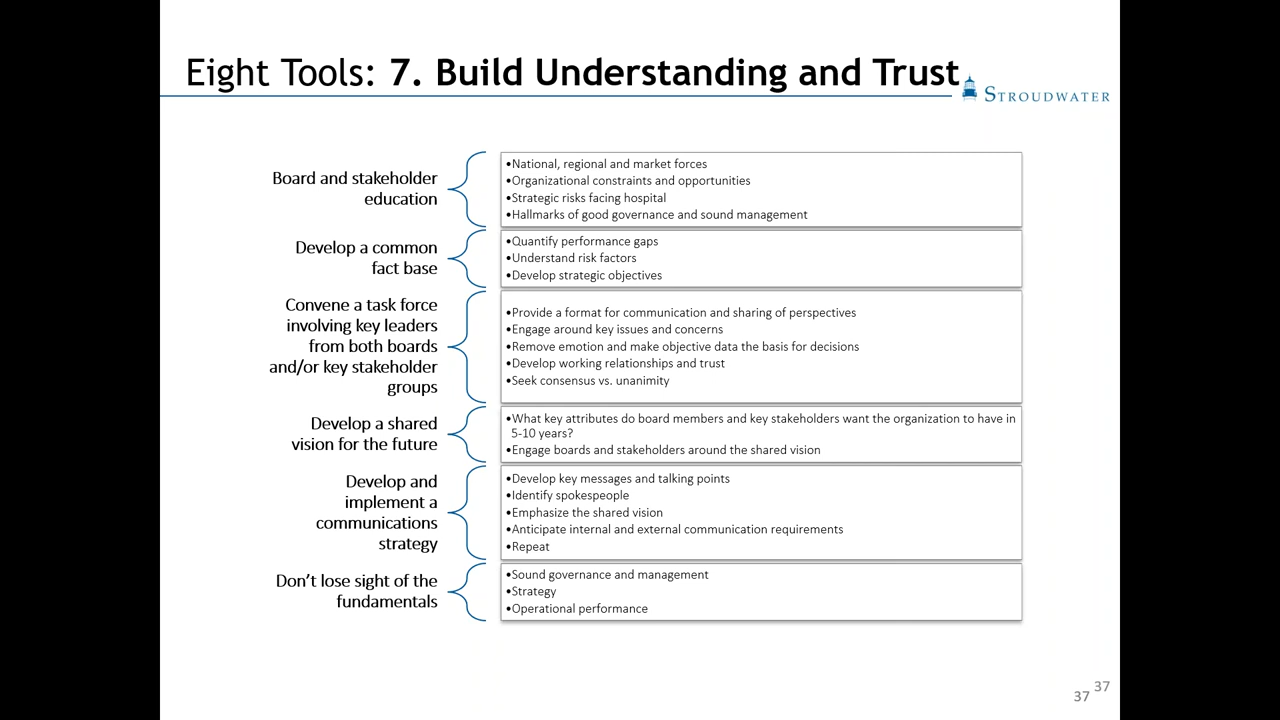 Eight Tools: 7. Build Understanding and Trust
STROUDWATER
Board and stakeholder
education
•National, regional and market forces
•Organizational constraints and opportunities
•Strategic risks facing hospital
•Hallmarks of good governance and sound management
Develop a common
fact base
•Quantify performance gaps
•Understand risk factors
•Develop strategic objectives
Convene a task force
involving key leaders
from both boards
and/or key stakeholder
groups
•Provide a format for communication and sharing of perspectives
•Engage around key issues and concerns
•Remove emotion and make objective data the basis for decisions
•Develop working relationships and trust
•Seek consensus vs. unanimity
Develop a shared
vision for the future
•What key attributes do board members and key stakeholders want the organization to have in
5-10 years?
•Engage boards and stakeholders around the shared vision
Develop and
implement a
communications
strategy
•Develop key messages and talking points
•Identify spokespeople
•Emphasize the shared vision
•Anticipate internal and external communication requirements
•Repeat
Don't lose sight of the
fundamentals
•Sound governance and management
•Strategy
•Operational performance
37
37